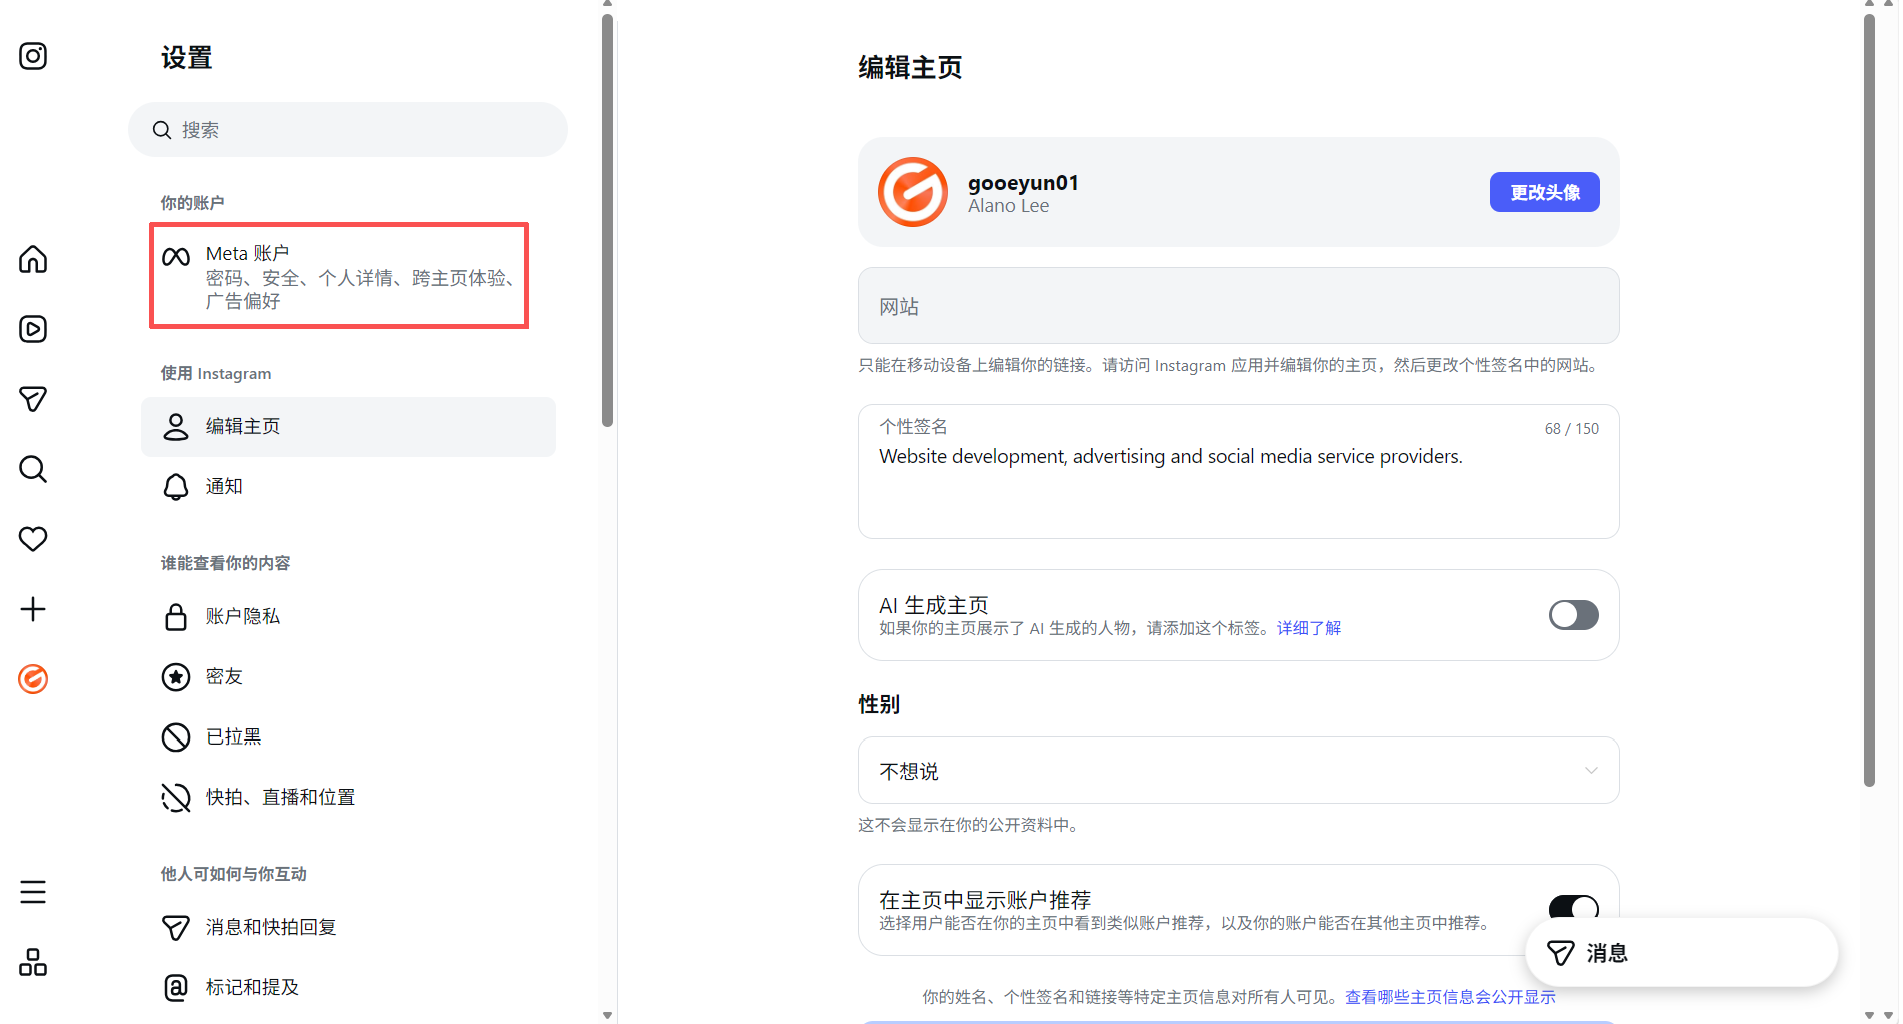 设置
搜索
你的账户
Meta 账户
密码、安全、个人详情、跨主页体验、
广告偏好
使用 Instagram
编辑主页
通知
谁能查看你的内容
账户隐私
密友
已拉黑
快拍、直播和位置
他人可如何与你互动
消息和快拍回复
标记和提及
编辑主页
gooeyun01
Alano Lee
更改头像
网站
只能在移动设备上编辑你的链接。请访问 Instagram 应用并编辑你的主页，然后更改个性签名中的网站。
个性签名
68 / 150
Website development, advertising and social media service providers.
AI 生成主页
如果你的主页展示了 AI 生成的人物，请添加这个标签。详细了解
性别
不想说
这不会显示在你的公开资料中。
在主页中显示账户推荐
选择用户能否在你的主页中看到类似账户推荐，以及你的账户能否在其他主页中推荐。
消息
你的姓名、个性签名和链接等特定主页信息对所有人可见。查看哪些主页信息会公开显示